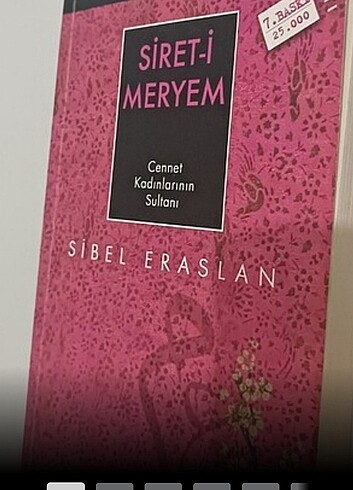 7. BASKI
25.000
SİRET-İ
MERYEM
Cennet
Kadınlarının
Sultanı
SİBEL ERASLAN